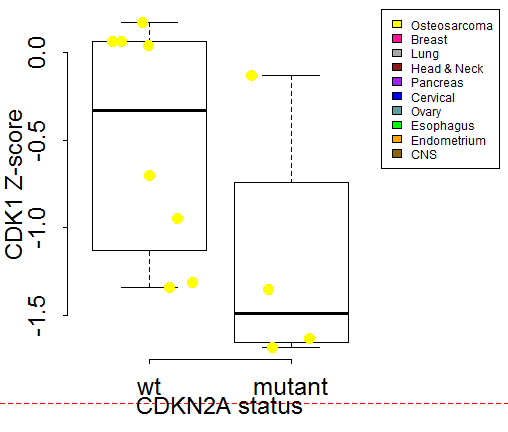 Osteosarcoma
Breast
Lung
Head & Neck
Pancreas
Cervical
Ovary
Esophagus
Endometrium
CNS
CDK1 Z-score
0.0
-0.5
-1.0
-1.5
wt mutant
CDKN2A status